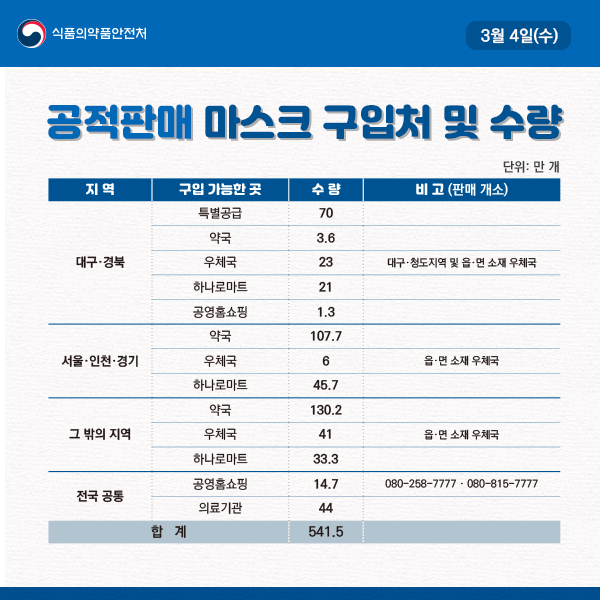 식품의약품안전처
3월 4일(수)
공적판매 마스크 구입처 및 수량
단위: 만 개
지 역 구입 가능한 곳 수 량 비 고 (판매 개소)
대구·경북 특별공급 70
약국 3.6
우체국 23 대구·청도지역 및 읍·면 소재 우체국
하나로마트 21
공영홈쇼핑 1.3
서울·인천·경기 약국 107.7
우체국 6 읍·면 소재 우체국
하나로마트 45.7
그 밖의 지역 약국 130.2
우체국 41 읍·면 소재 우체국
하나로마트 33.3
전국 공통 공영홈쇼핑 14.7 080-258-7777 · 080-815-7777
의료기관 44
합 계 541.5